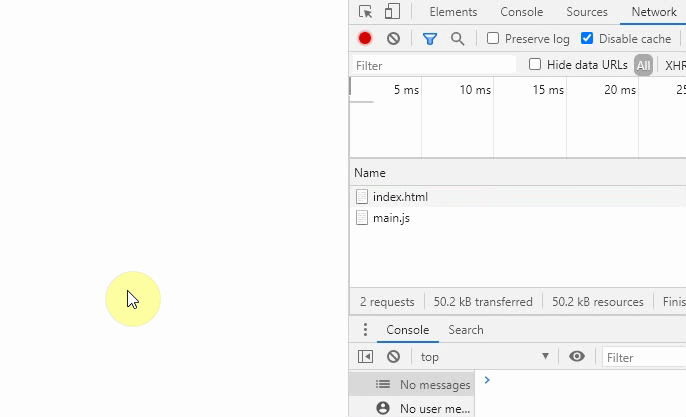 Elements Console Sources Network
Preserve log Disable cache
Filter Hide data URLs All XHR
5 ms 10 ms 15 ms 20 ms 25
Name
index.html
main.js
2 requests 50.2 kB transferred 50.2 kB resources Finis
Console Search
top Filter
No messages
No user me...